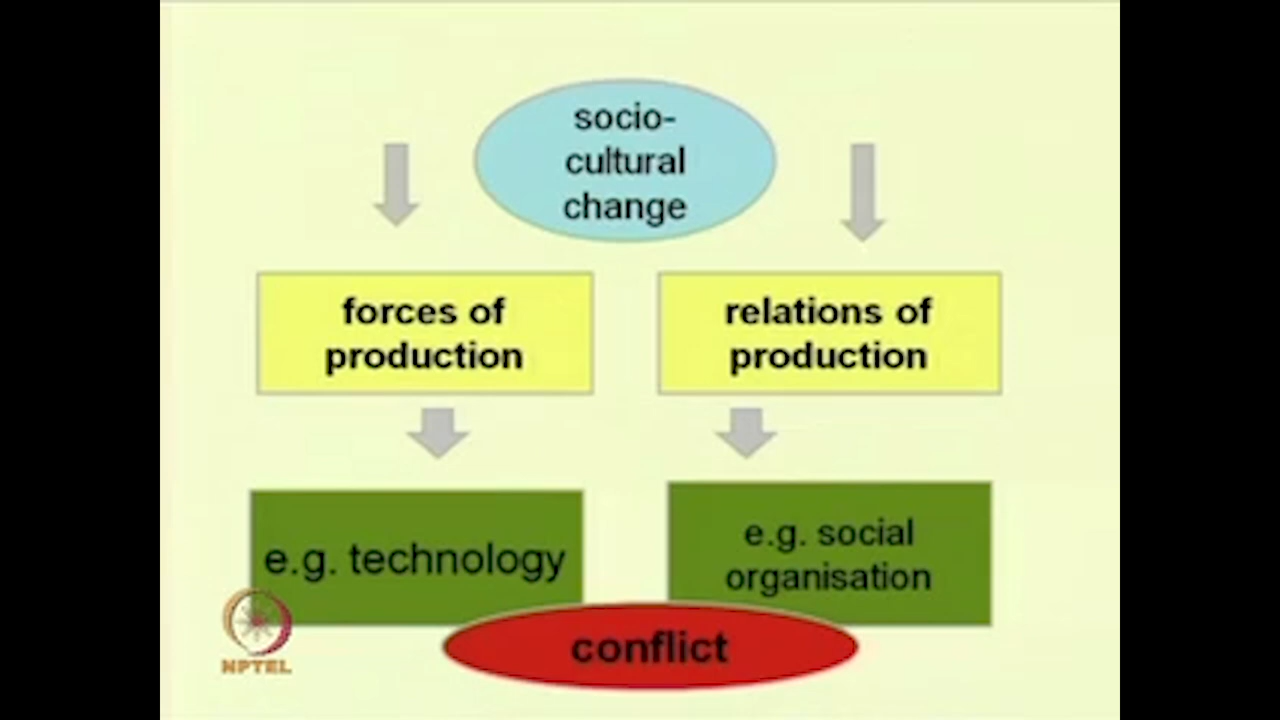 socio-
cultural
change
forces of
production
relations of
production
e.g. technology
e.g. social
organisation
conflict
NPTEL